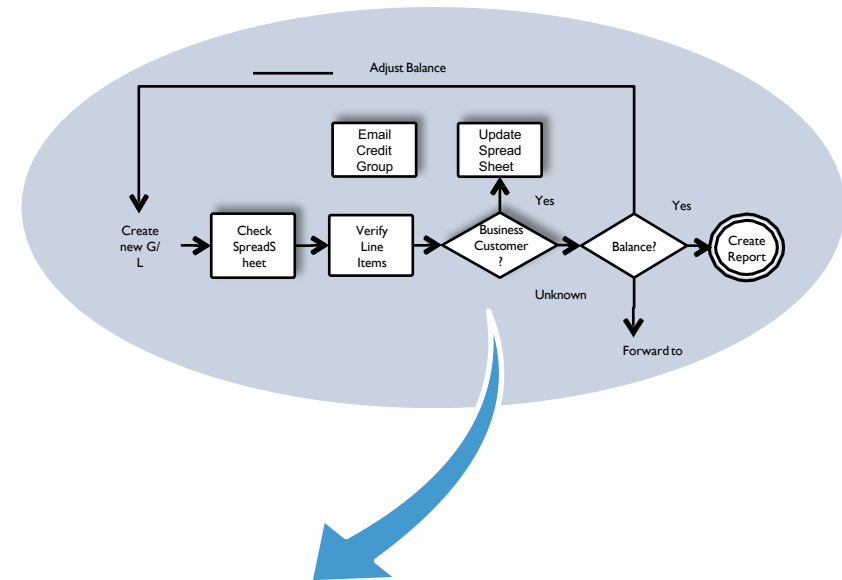 Adjust Balance
Email
Credit
Group
Update
Spread
Sheet
Yes
Yes
Create
new G/
L
Check
SpreadS
heet
Verify
Line
Items
Business
Customer
?
Balance?
Create
Report
Unknown
Forward to